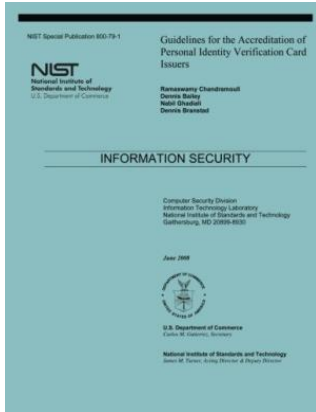 NIST Special Publication 800-79-1
Guidelines for the Accreditation of
Personal Identity Verification Card
Issuers
NIST
National Institute of
Standards and Technology
U.S. Department of Commerce
Ramaswamy Chandramouli
Dennis Bailey
Nabil Ghadiali
Dennis Branstad
INFORMATION SECURITY
Computer Security Division
Information Technology Laboratory
National Institute of Standards and Technology
Gaithersburg, MD 20899-8930
June 2008
U.S. Department of Commerce
Carlos M. Gutierrez, Secretary
National Institute of Standards and Technology
James M. Turner, Acting Director & Deputy Director